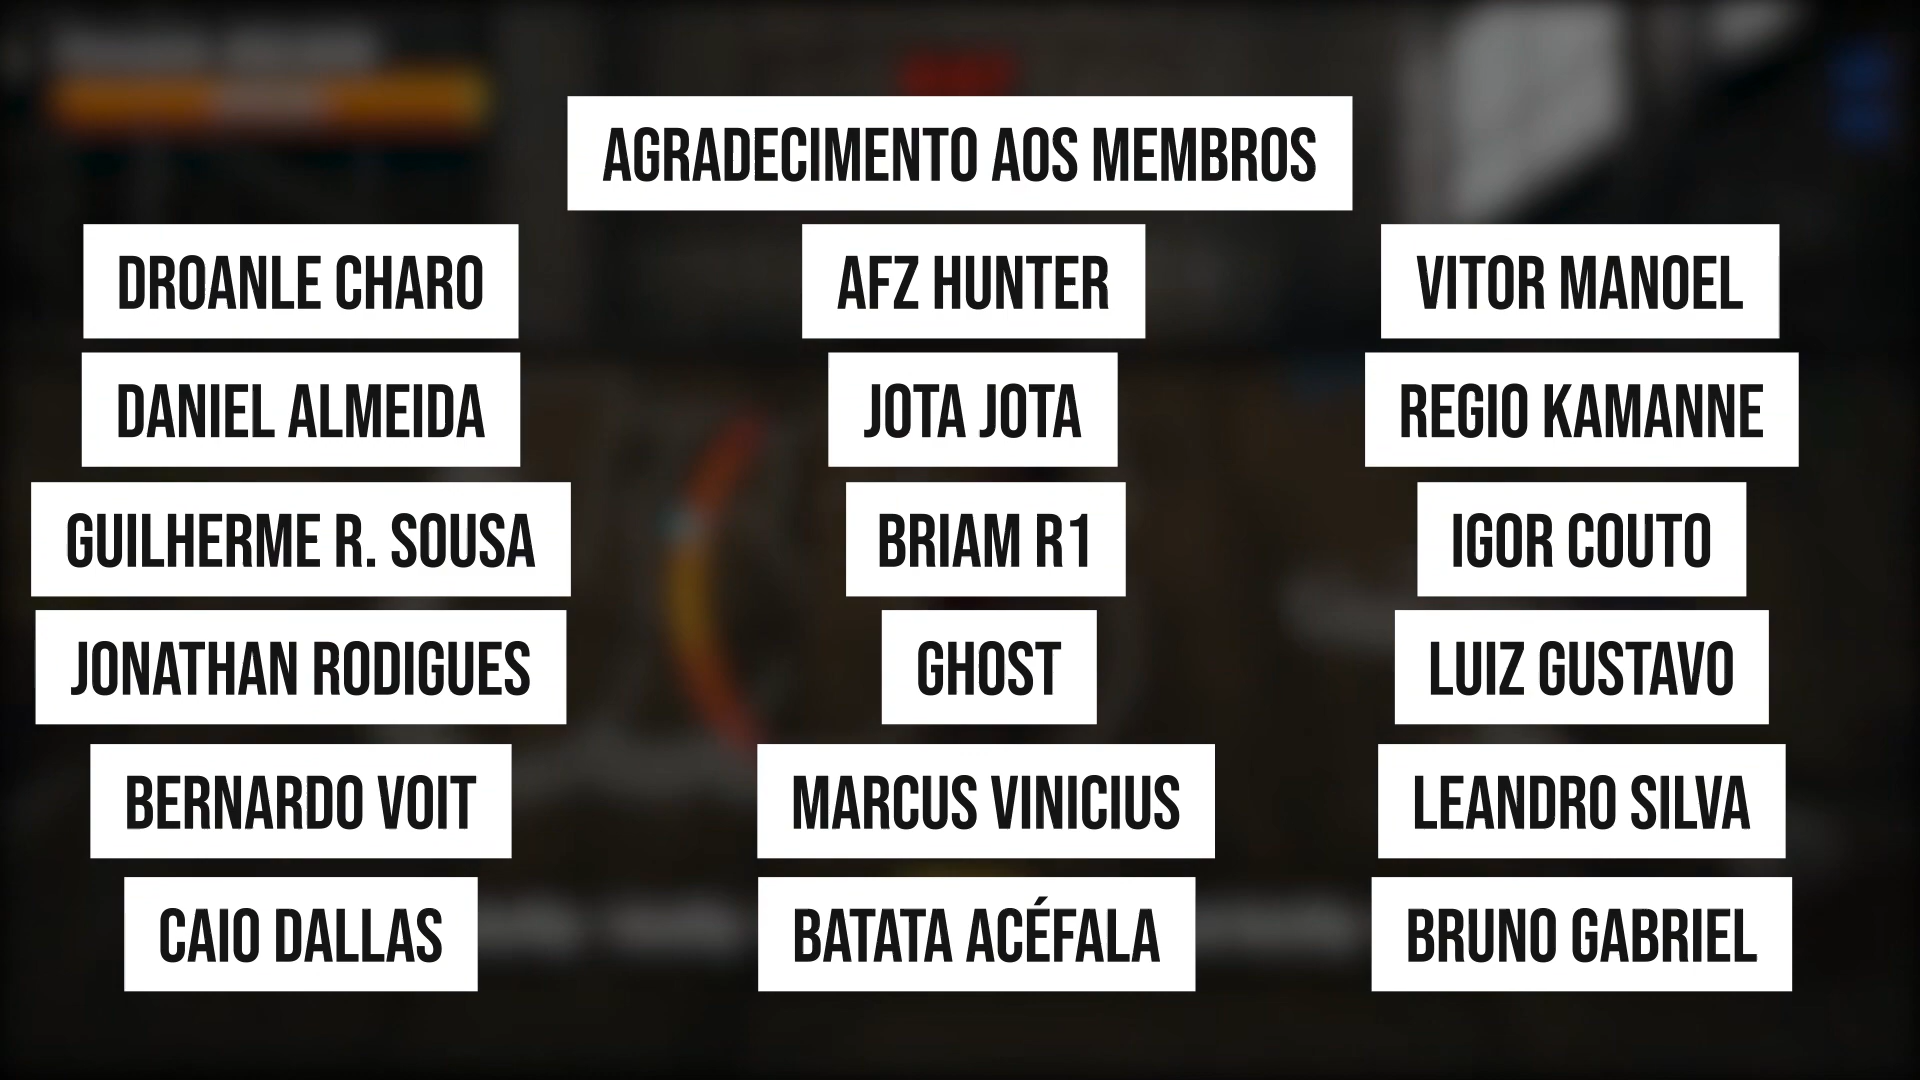 AGRADECIMENTO AOS MEMBROS
DROANLE CHARO
AFZ HUNTER
VITOR MANOEL
DANIEL ALMEIDA
JOTA JOTA
REGIO KAMANNE
GUILHERME R. SOUSA
BRIAM R1
IGOR COUTO
JONATHAN RODIGUES
GHOST
LUIZ GUSTAVO
BERNARDO VOIT
MARCUS VINICIUS
LEANDRO SILVA
CAIO DALLAS
BATATA ACÉFALA
BRUNO GABRIEL